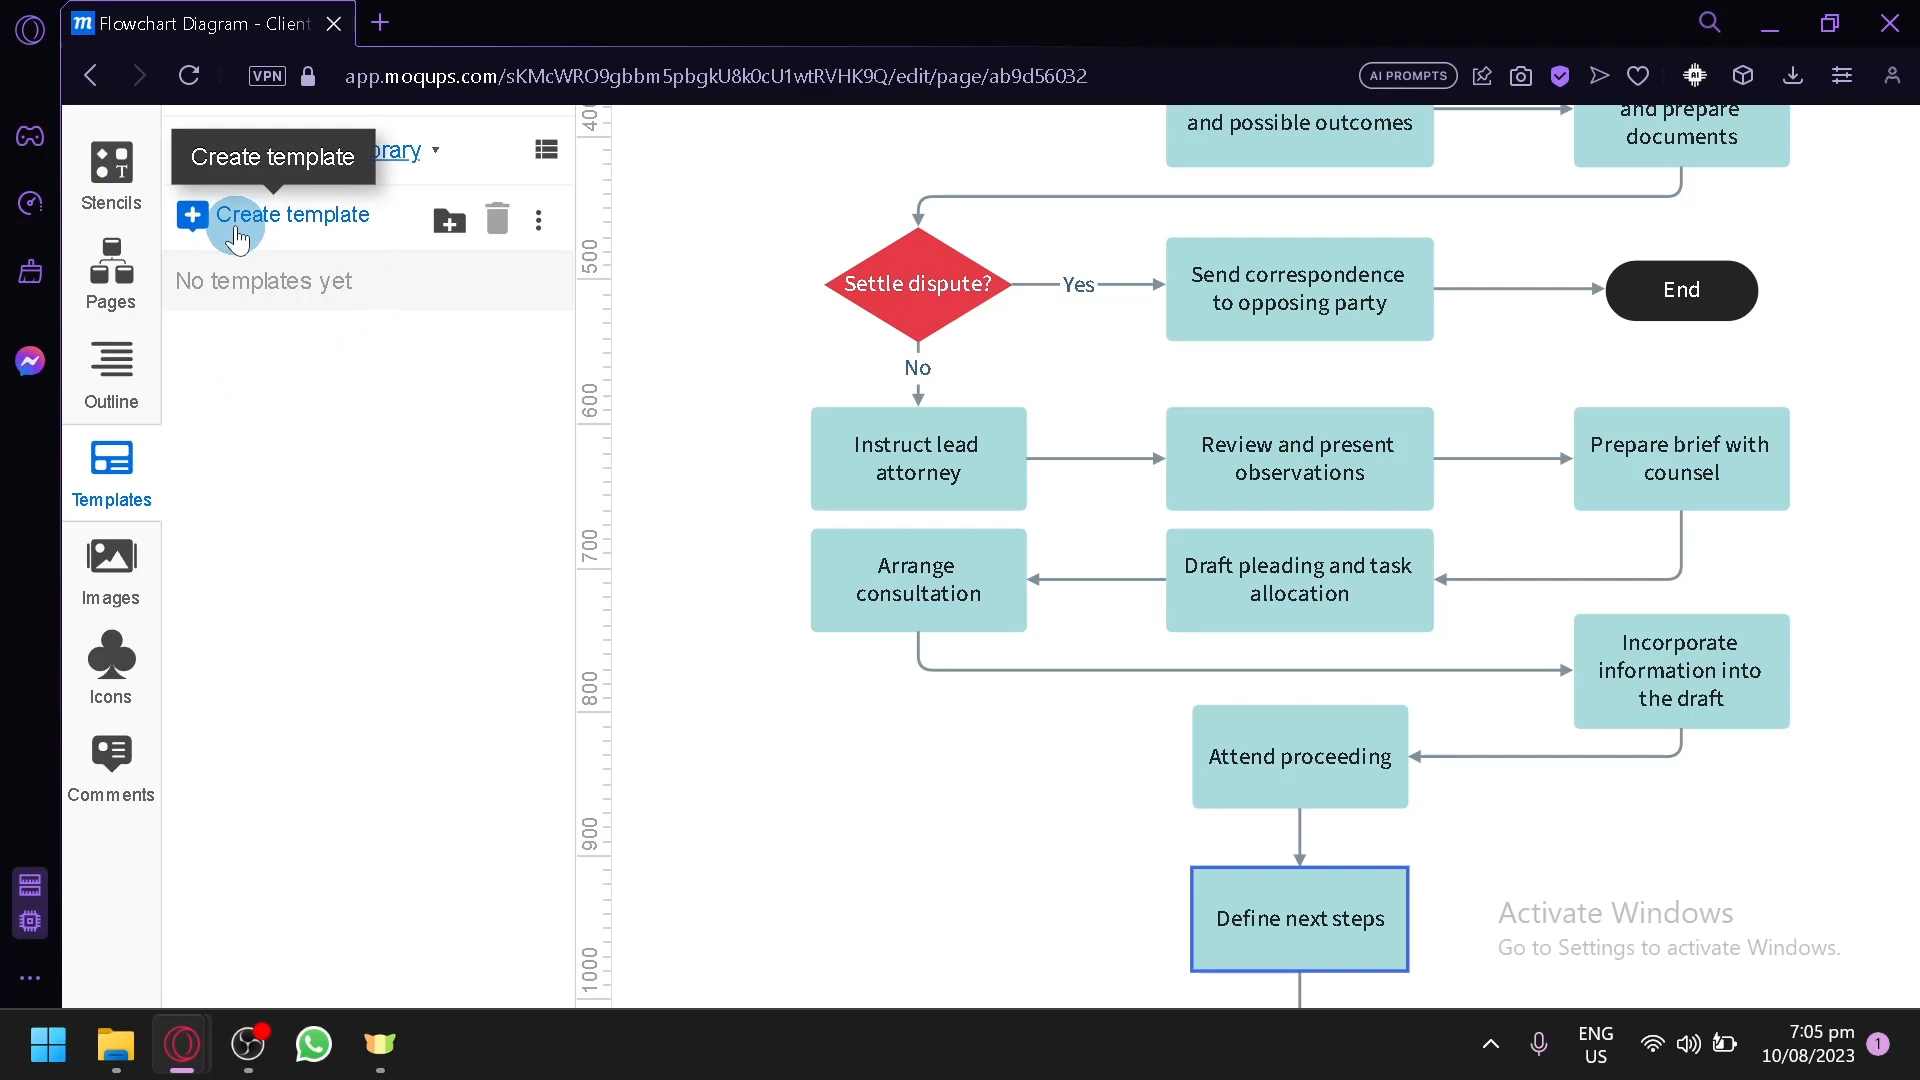 Flowchart Diagram - Client
VPN
app.moqups.com/sKMcWRO9gbbm5pbgkU8k0cU1wtRVHK9Q/edit/page/ab9d56032
AI PROMPTS
Create template
Create template
No templates yet
Stencils
Pages
Outline
Templates
Images
Icons
Comments
500
600
700
800
900
1000
and possible outcomes
and prepare
documents
Settle dispute?
Yes
Send correspondence
to opposing party
End
No
Instruct lead
attorney
Review and present
observations
Prepare brief with
counsel
Arrange
consultation
Draft pleading and task
allocation
Incorporate
information into
the draft
Attend proceeding
Define next steps
Activate Windows
Go to Settings to activate Windows.
ENG
US
7:05 pm
10/08/2023
1